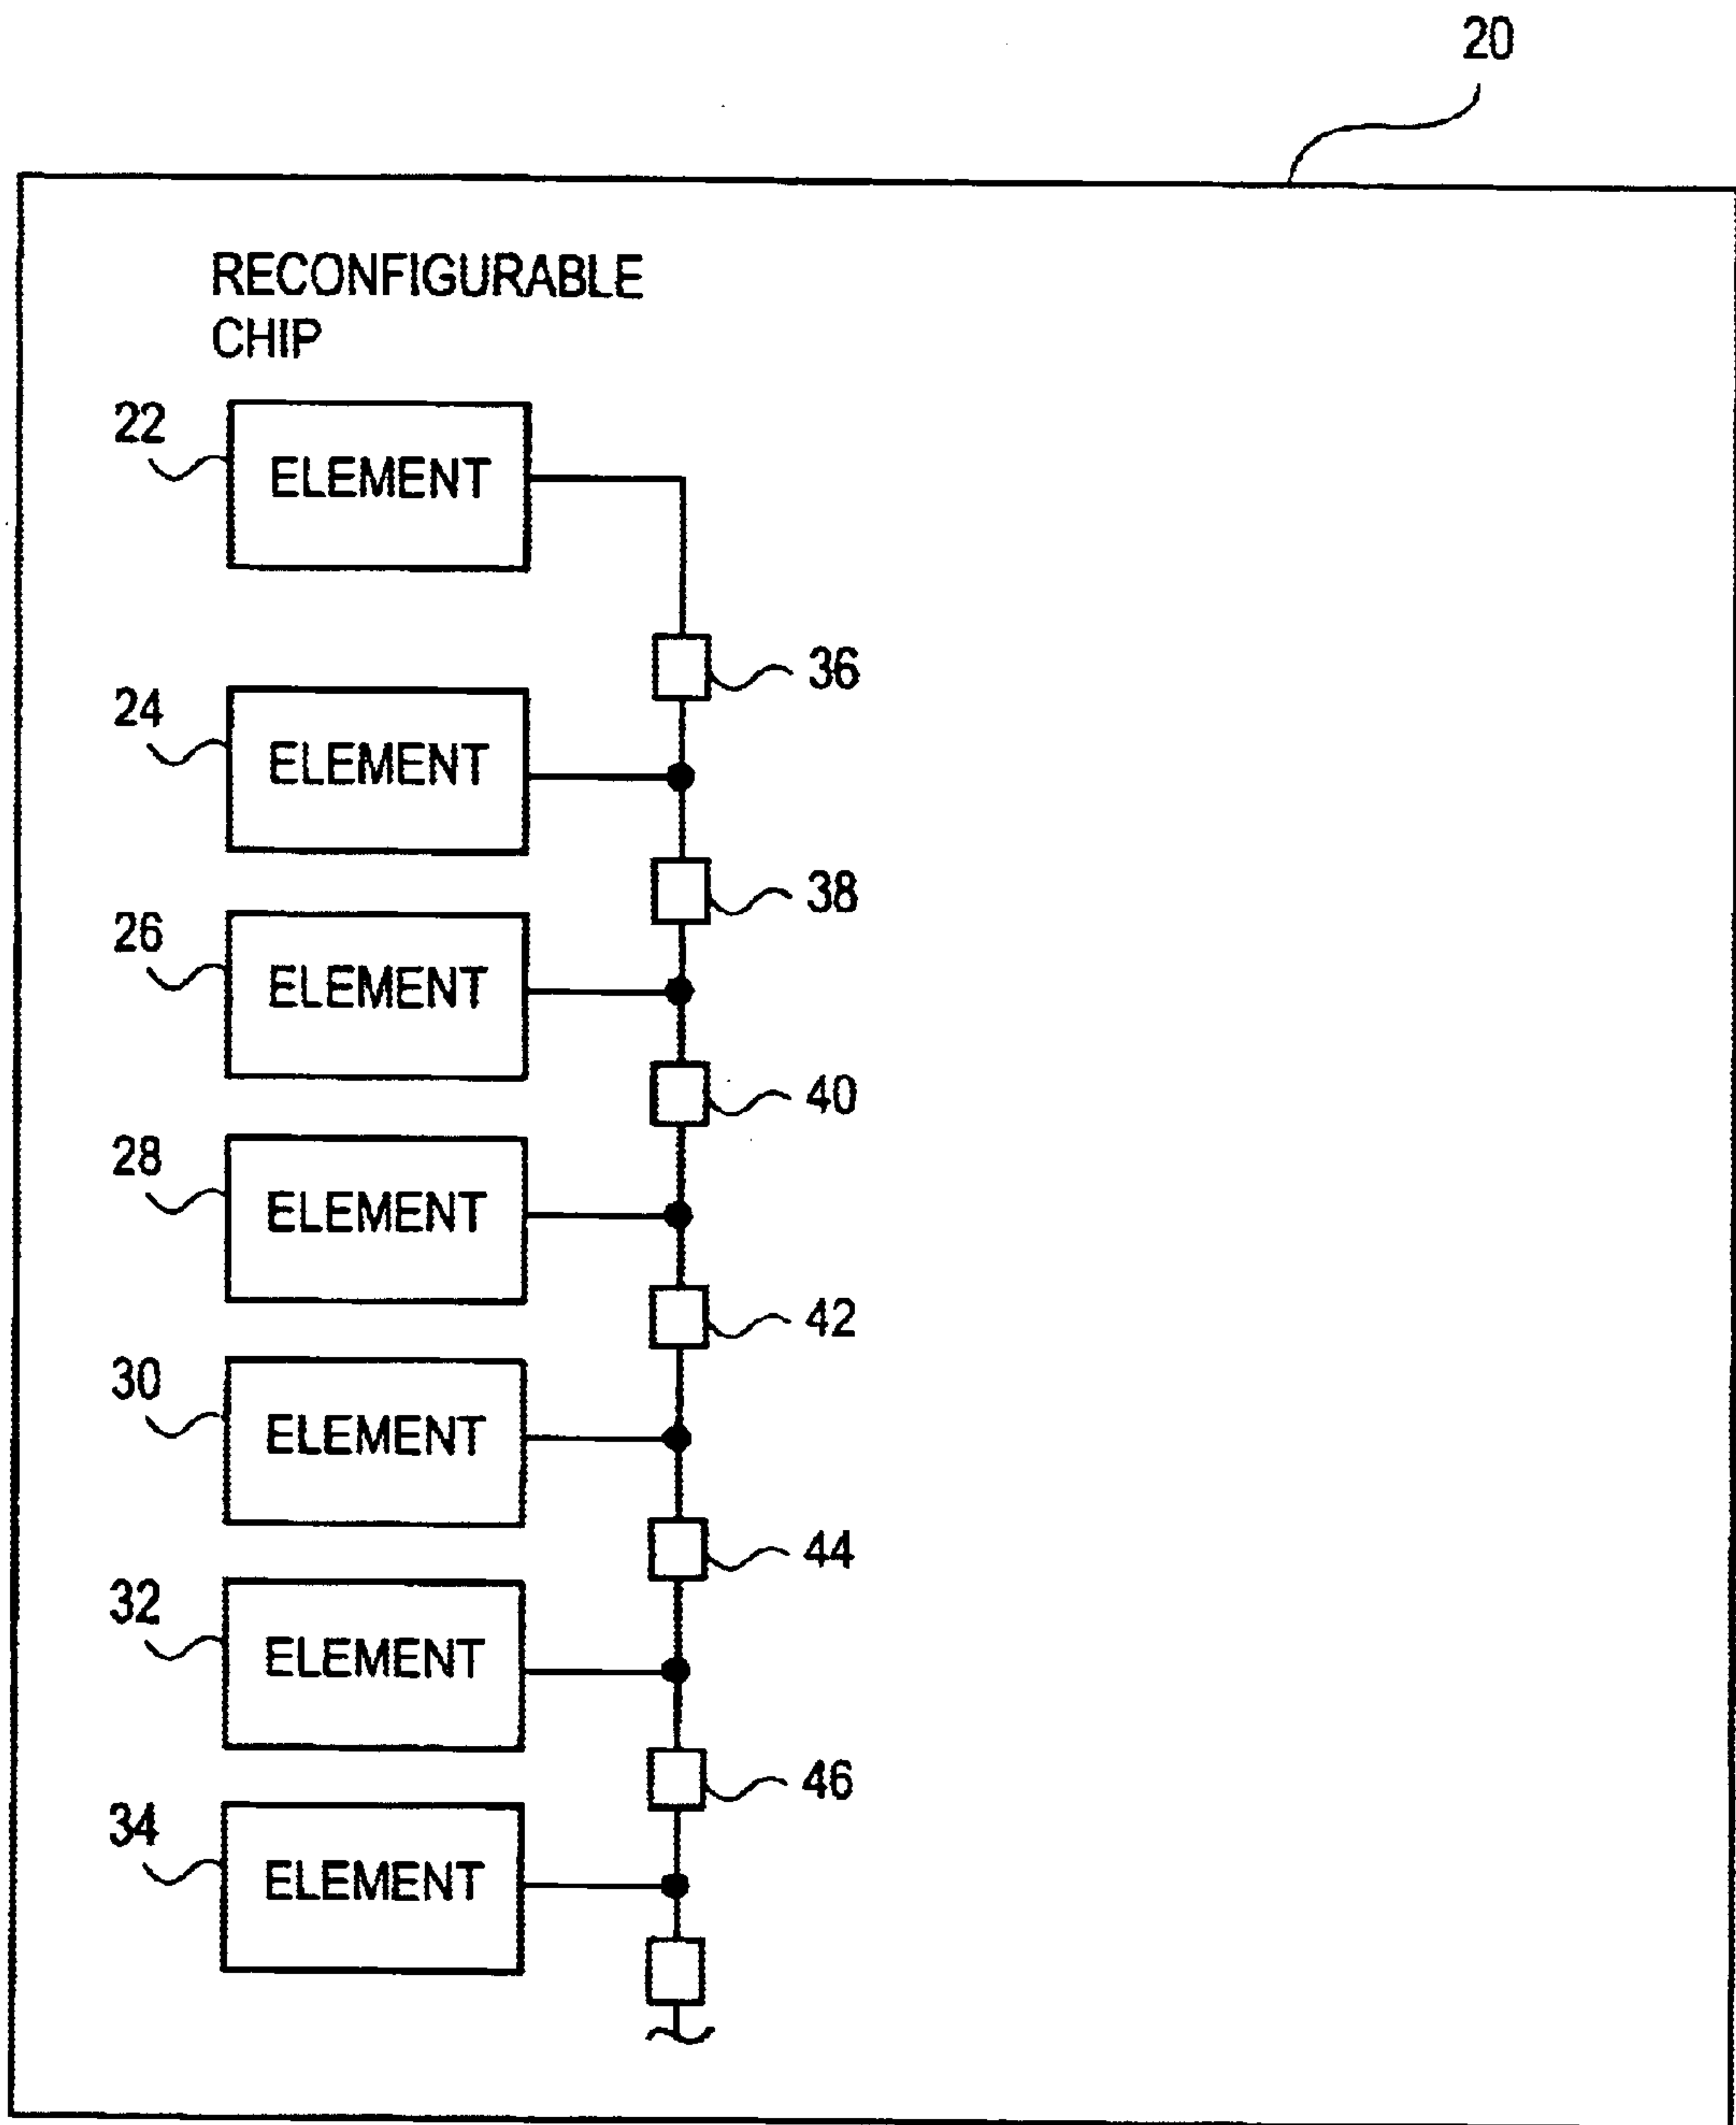 20
RECONFIGURABLE
CHIP
22
ELEMENT
36
24
ELEMENT
38
26
ELEMENT
40
28
ELEMENT
42
30
ELEMENT
44
32
ELEMENT
46
34
ELEMENT